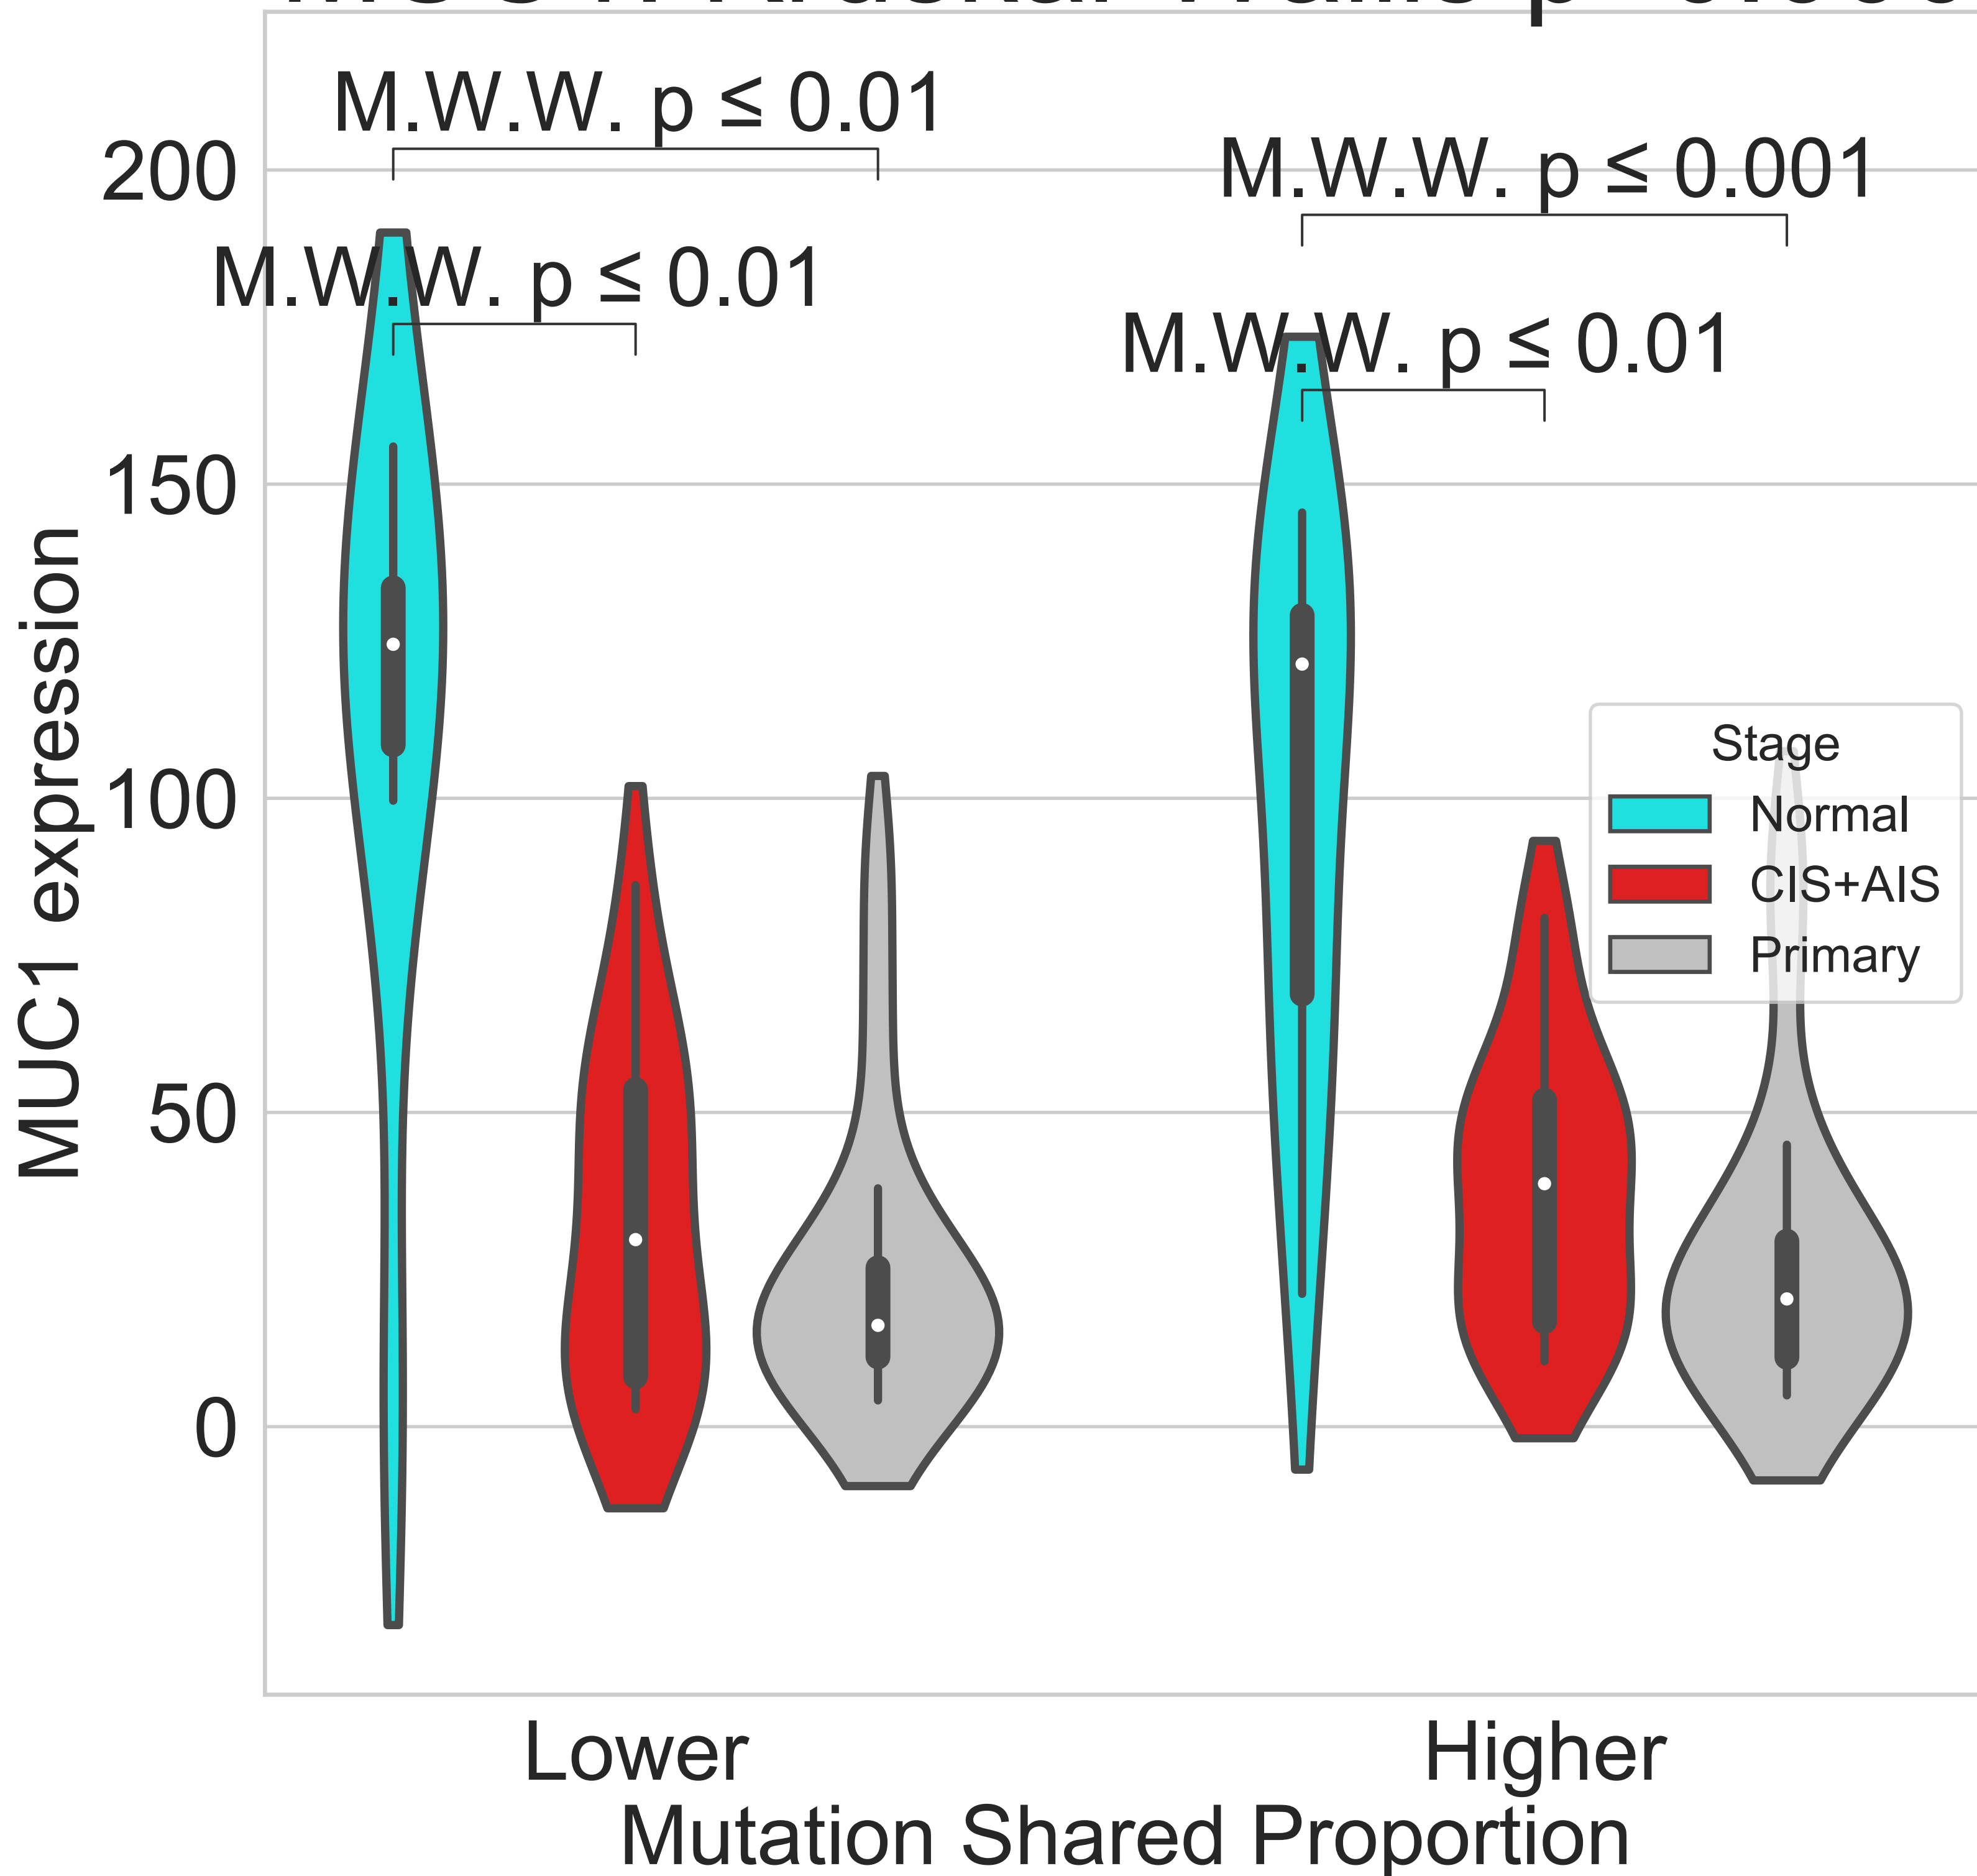 M.W.W. p ≤ 0.01
M.W.W. p ≤ 0.001
M.W.W. p ≤ 0.01
M.W.W. p ≤ 0.01
200
150
100
50
0
MUC1 expression
Stage
Normal
CIS+AIS
Primary
Lower
Higher
Mutation Shared Proportion